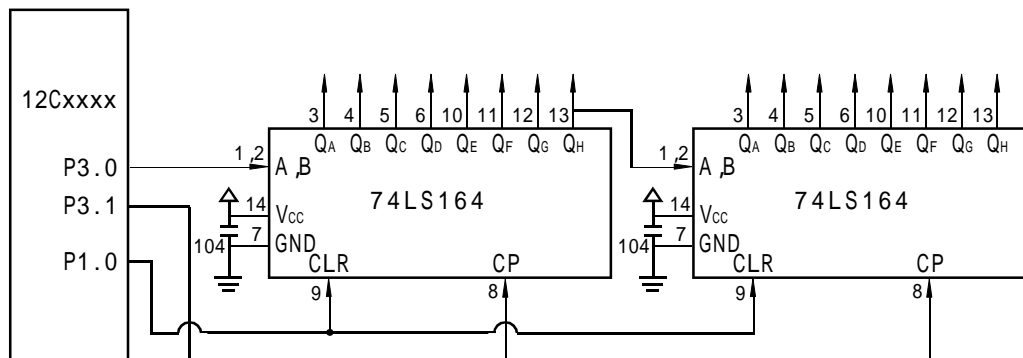 12Cxxxx
P3.0
P3.1
P1.0
3 4 5 6 10 11 12 13
QA QB QC QD QE QF QG QH
1,2
A,B
74LS164
14
VCC
7
GND
104
CLR
CP
9
8
3 4 5 6 10 11 12 13
QA QB QC QD QE QF QG QH
1,2
A,B
74LS164
14
VCC
7
GND
104
CLR
CP
9
8